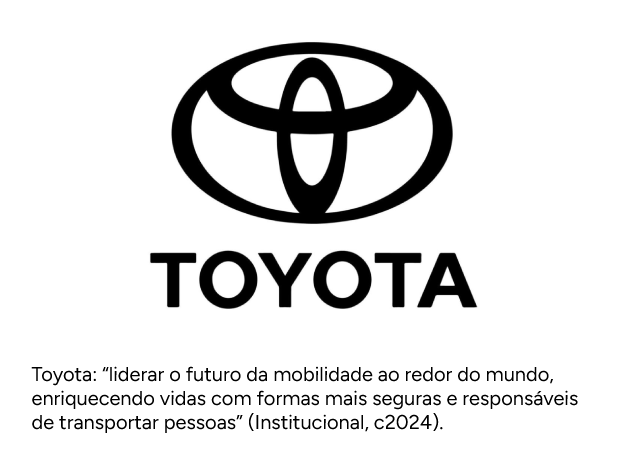 TOYOTA
Toyota: “liderar o futuro da mobilidade ao redor do mundo,
enriquecendo vidas com formas mais seguras e responsáveis
de transportar pessoas” (Institucional, c2024).